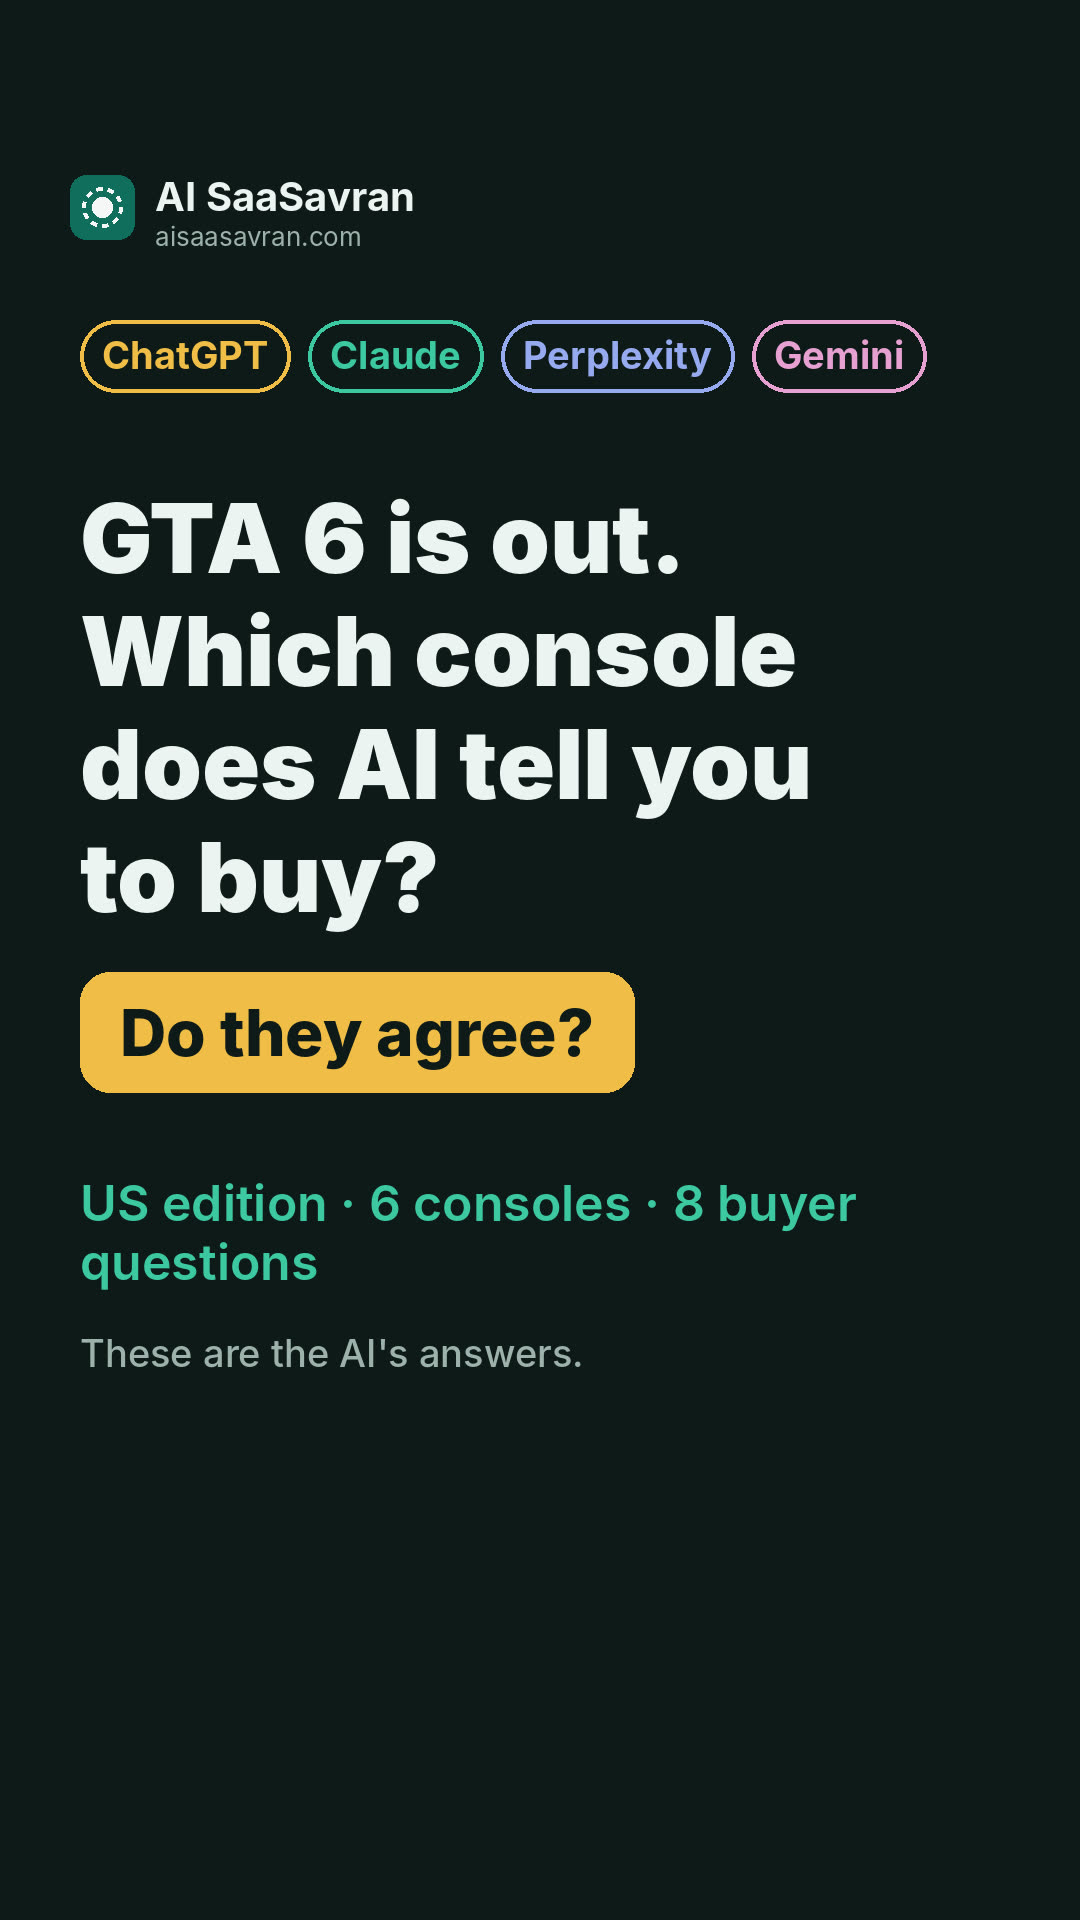 AI SaaSavran
aisaasavran.com
ChatGPT Claude Perplexity Gemini
GTA 6 is out.
Which console
does AI tell you
to buy?
Do they agree?
US edition · 6 consoles · 8 buyer
questions
These are the AI's answers.